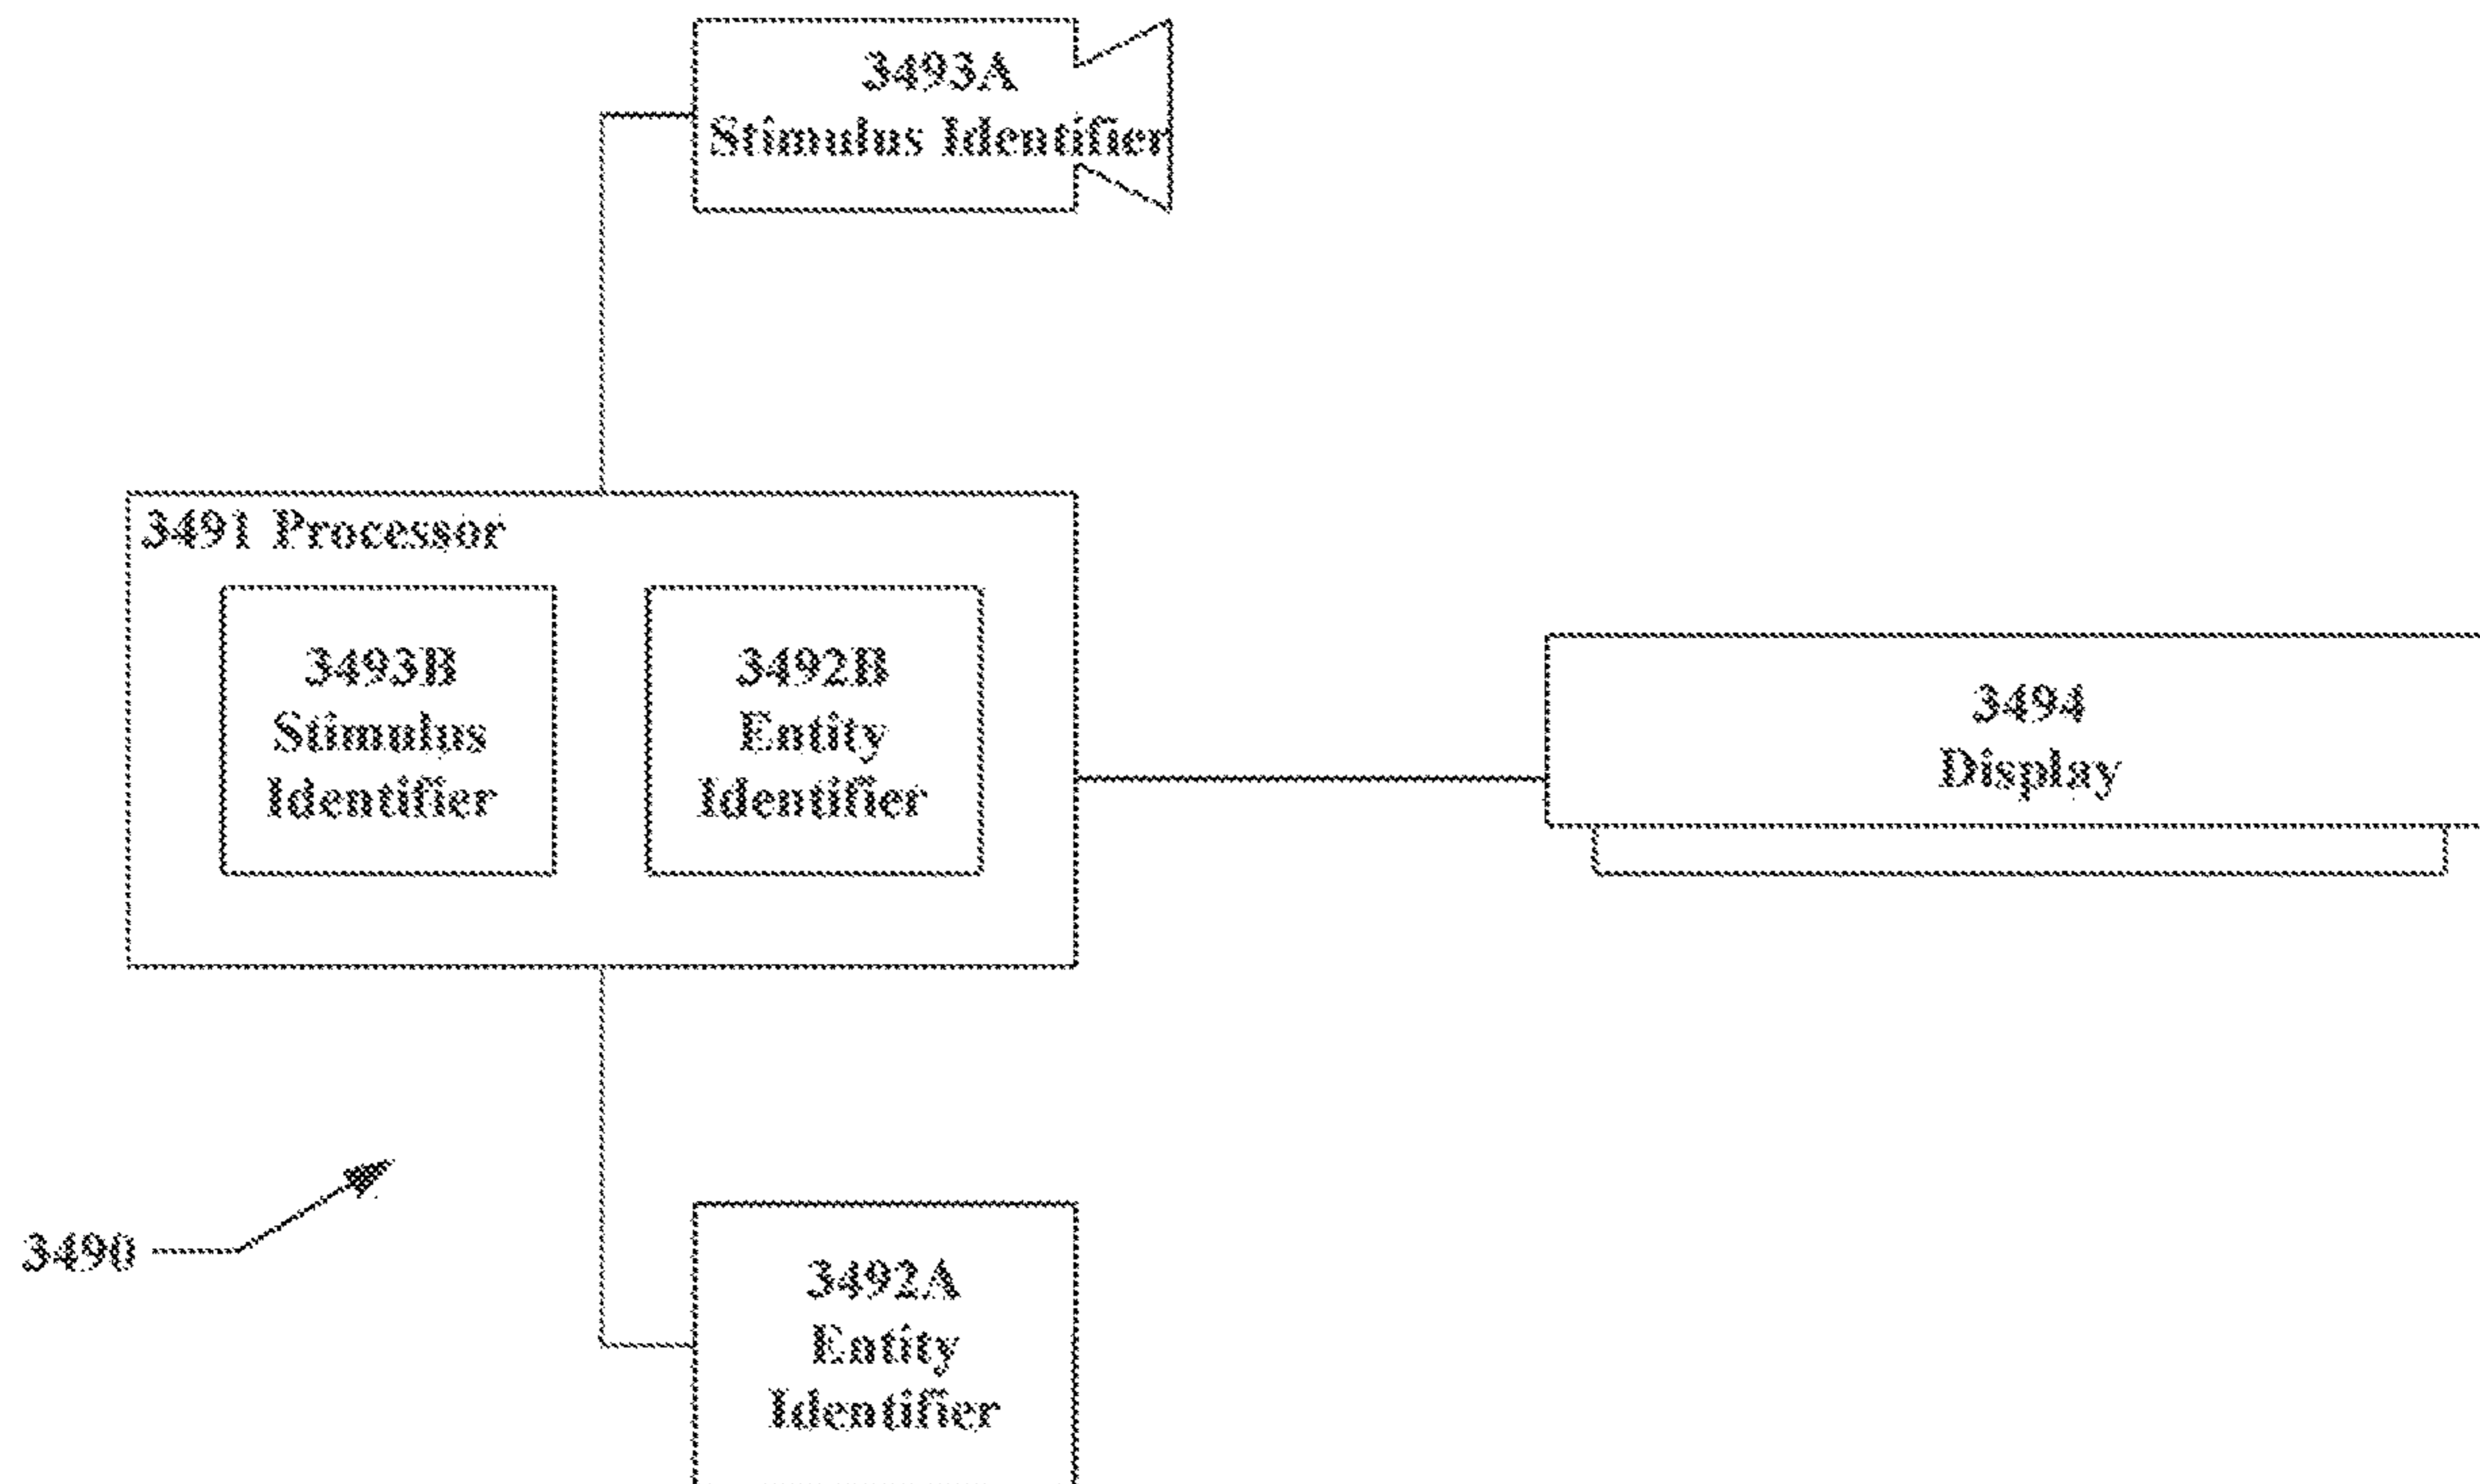 3493A
Stimulus Identifier
3491 Processor
3493B
Stimulus
Identifier
3492B
Entity
Identifier
3494
Display
3490
3492A
Entity
Identifier